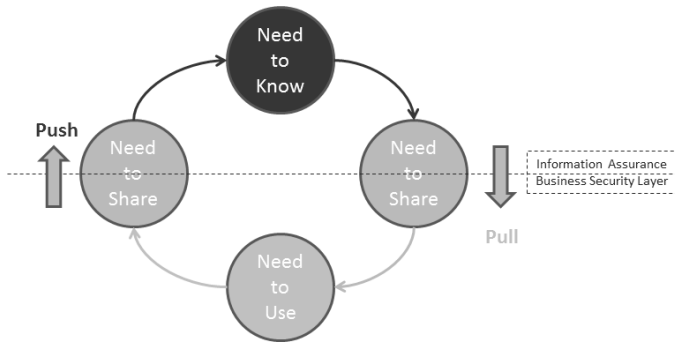 Need
to
Know
Push
Need
to
Share
Need
to
Share
Information Assurance
Business Security Layer
Pull
Need
to
Use